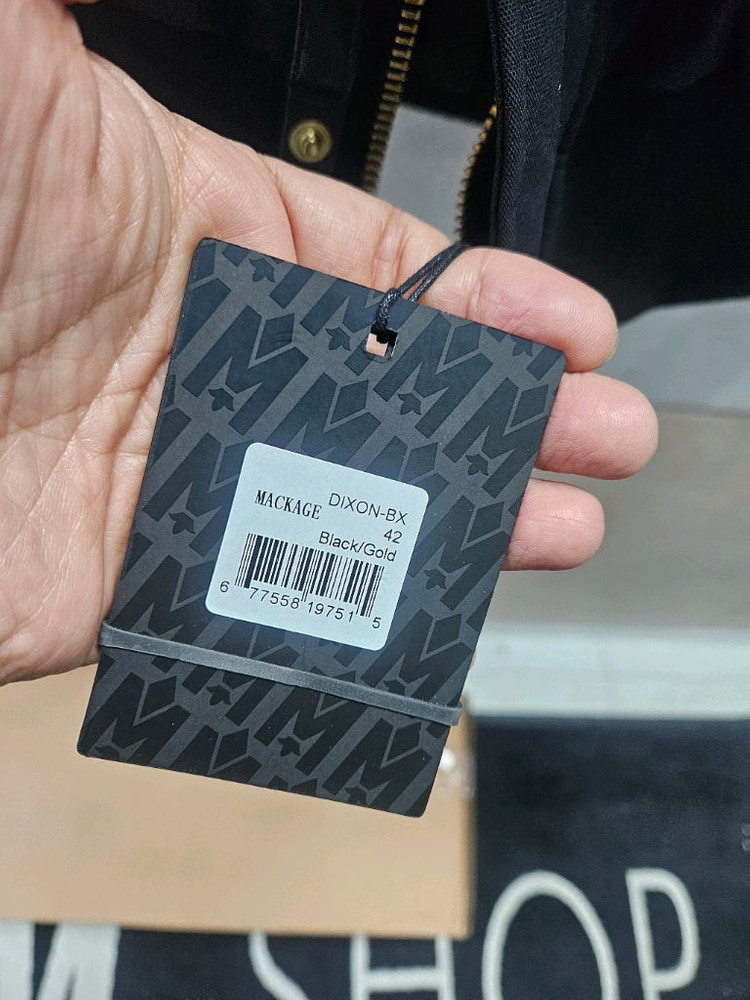 MACKAGE DIXON-BX
42
Black/Gold
6 77558 19751 5
SHOP